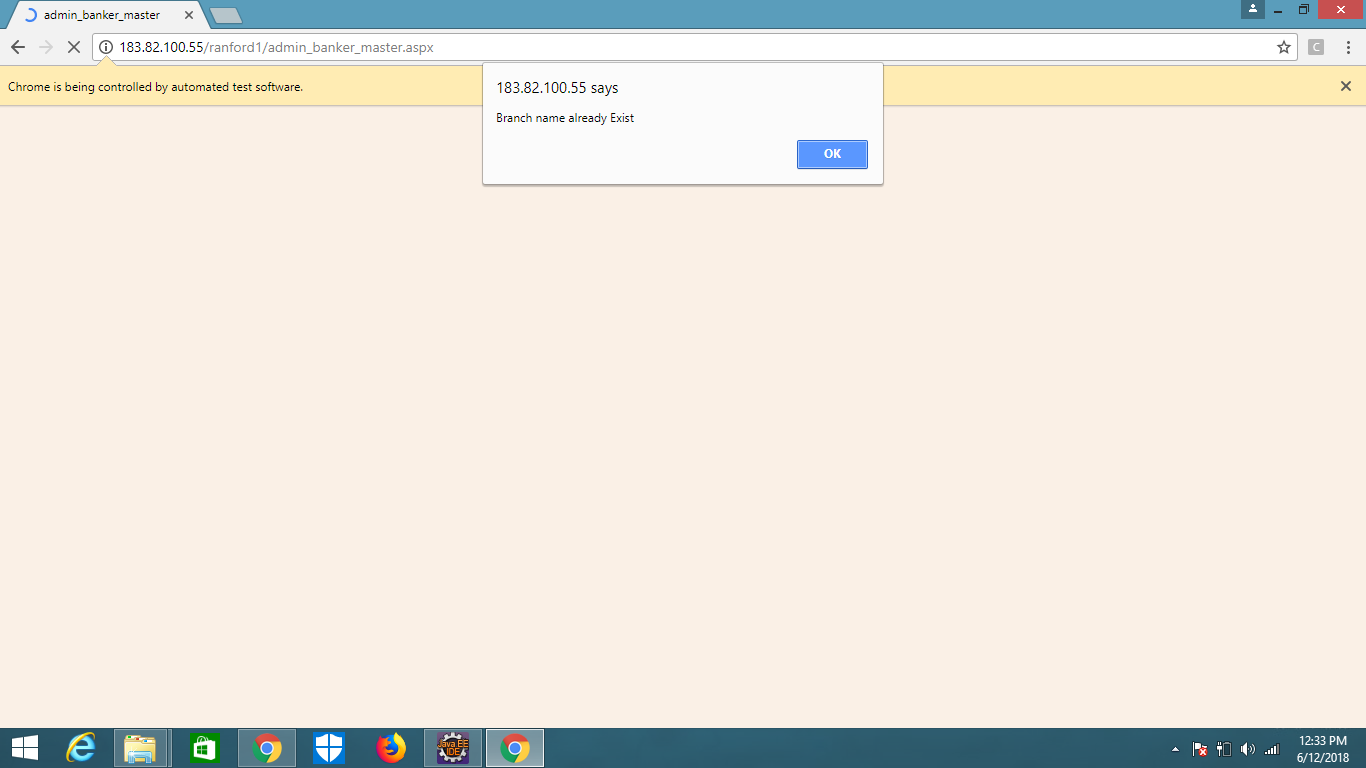 admin_banker_master
183.82.100.55/ranford1/admin_banker_master.aspx
C
Chrome is being controlled by automated test software.
183.82.100.55 says
Branch name already Exist
OK
Java EE
IDE
12:33 PM
6/12/2018